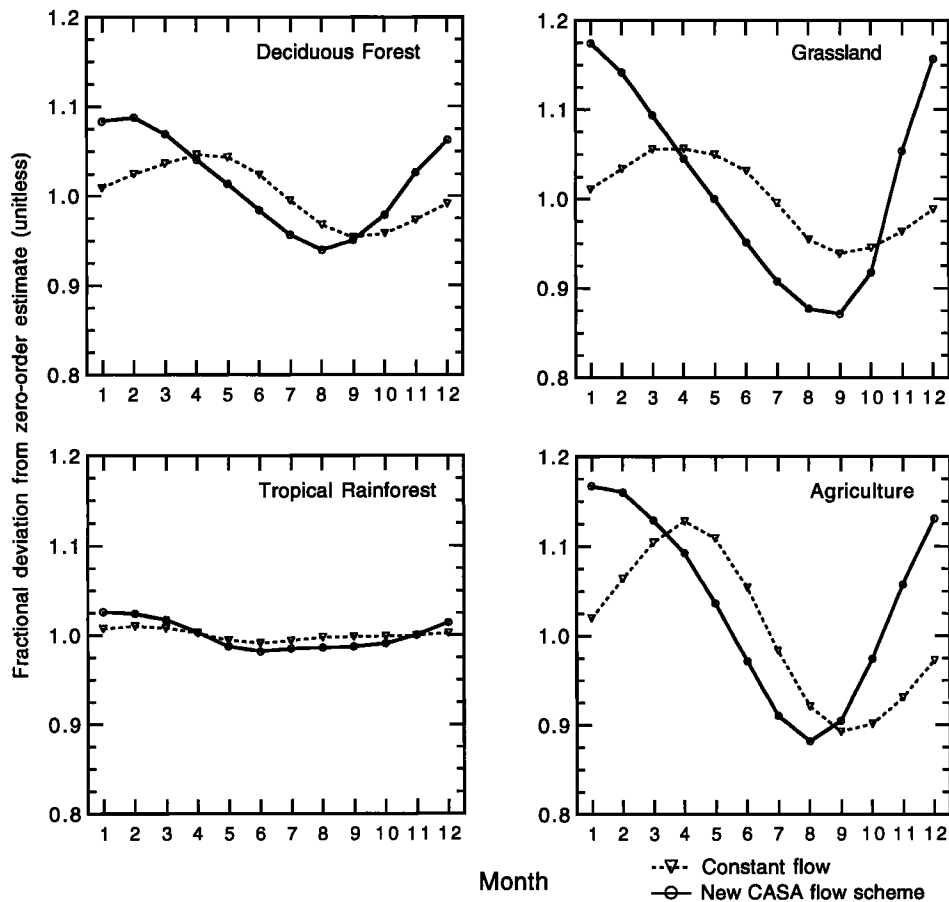 Fractional deviation from zero-order estimate (unitless)
Deciduous Forest
1.2
1.1
1.0
0.9
0.8
1 2 3 4 5 6 7 8 9 10 11 12
Grassland
1.2
1.1
1.0
0.9
0.8
1 2 3 4 5 6 7 8 9 10 11 12
Tropical Rainforest
1.2
1.1
1.0
0.9
0.8
1 2 3 4 5 6 7 8 9 10 11 12
Agriculture
1.2
1.1
1.0
0.9
0.8
1 2 3 4 5 6 7 8 9 10 11 12
Month
Constant flow
New CASA flow scheme